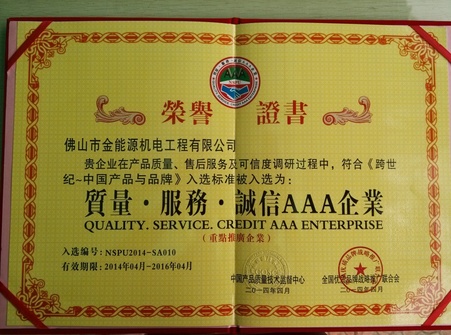 榮譽 證書
佛山市金能源机电工程有限公司
贵企业在产品质量、售后服务及可信度调研过程中，符合《跨世
纪~中国产品与品牌》入选标准被入选为：
質量·服務·誠信AAA企業
QUALITY. SERVICE. CREDIT AAA ENTERPRISE
（重點推廣企業）
入选编号：NSPU2014-SA010
有效期限：2014年04月-2016年04月
中国产品质量技术监督中心
二〇一四年四月
全国优秀品牌战略推广联合会
二〇一四年四月